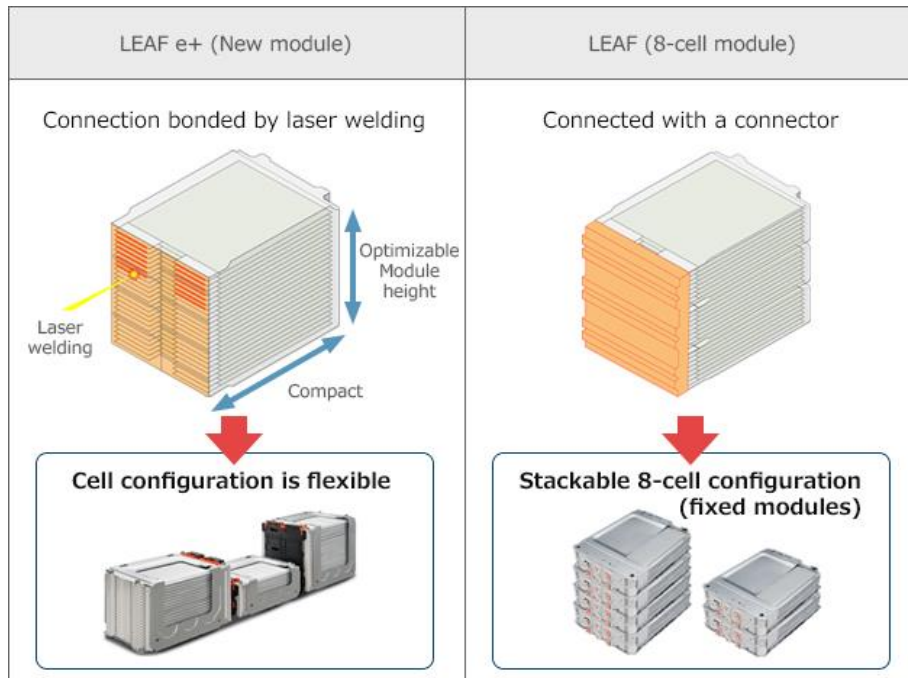 LEAF e+ (New module)
LEAF (8-cell module)
Connection bonded by laser welding
Optimizable
Module
height
Laser
welding
Compact
Cell configuration is flexible
Connected with a connector
Stackable 8-cell configuration
(fixed modules)